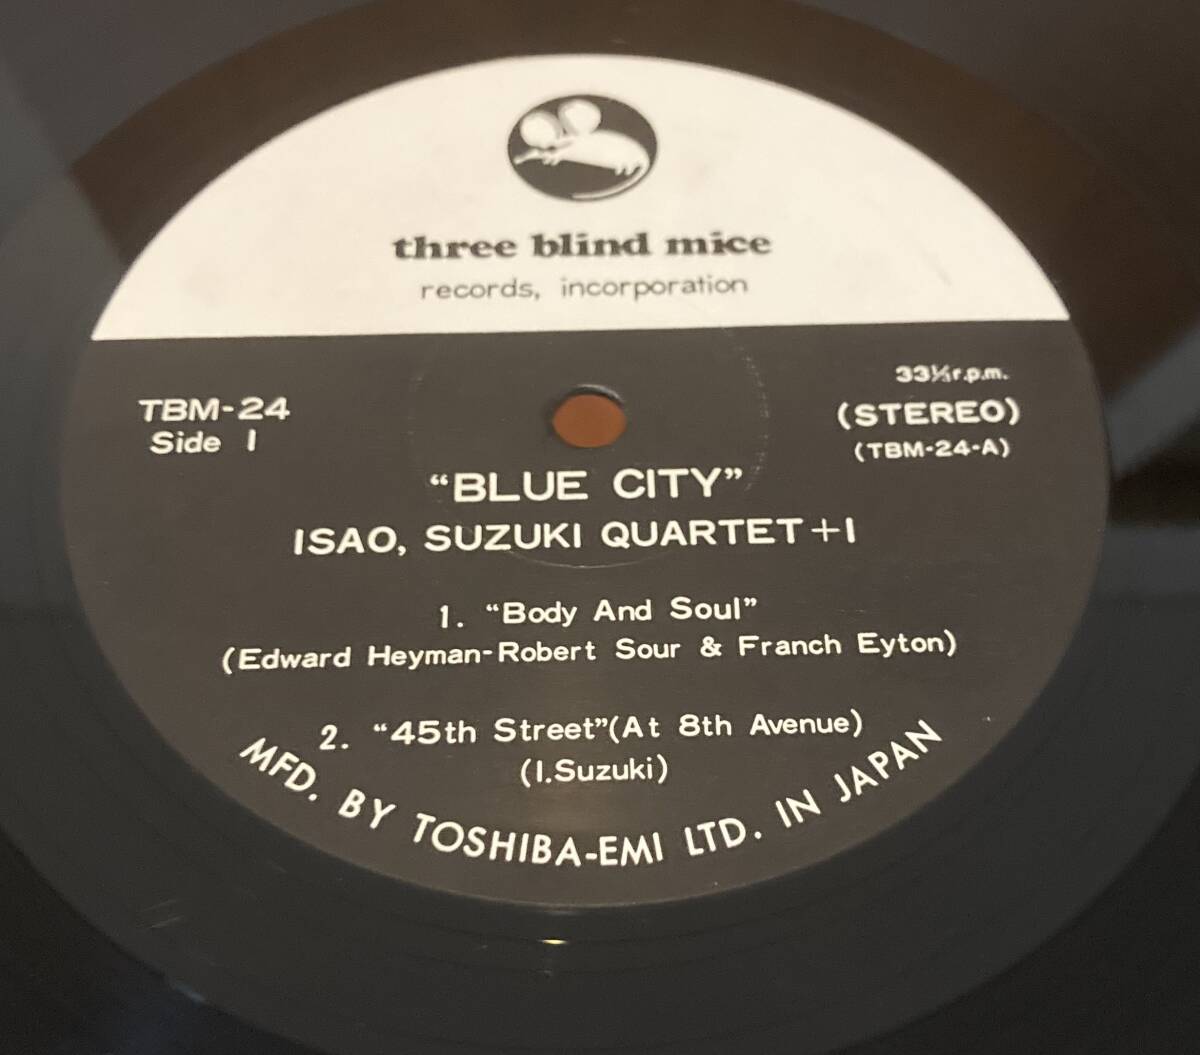 three blind mice
records, incorporation
TBM-24
Side 1
33⅓r.p.m.
(STEREO)
(TBM-24-A)
“BLUE CITY”
ISAO, SUZUKI QUARTET+1
1. “Body And Soul”
(Edward Heyman-Robert Sour & Franch Eyton)
2. “45th Street”(At 8th Avenue)
(I.Suzuki)
MFD. BY TOSHIBA-EMI LTD. IN JAPAN